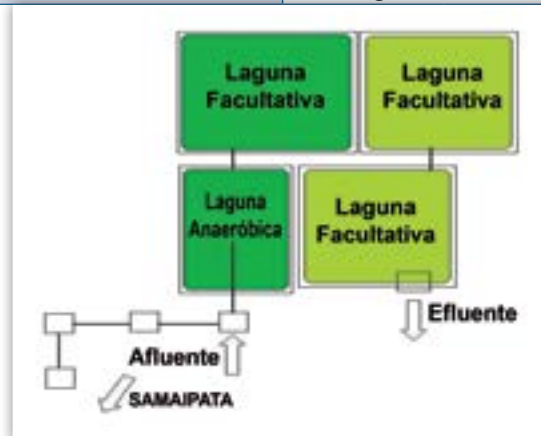 Laguna
Facultativa
Laguna
Facultativa
Laguna
Anaeróbica
Laguna
Facultativa
Efluente
Afluente
SAMAIPATA